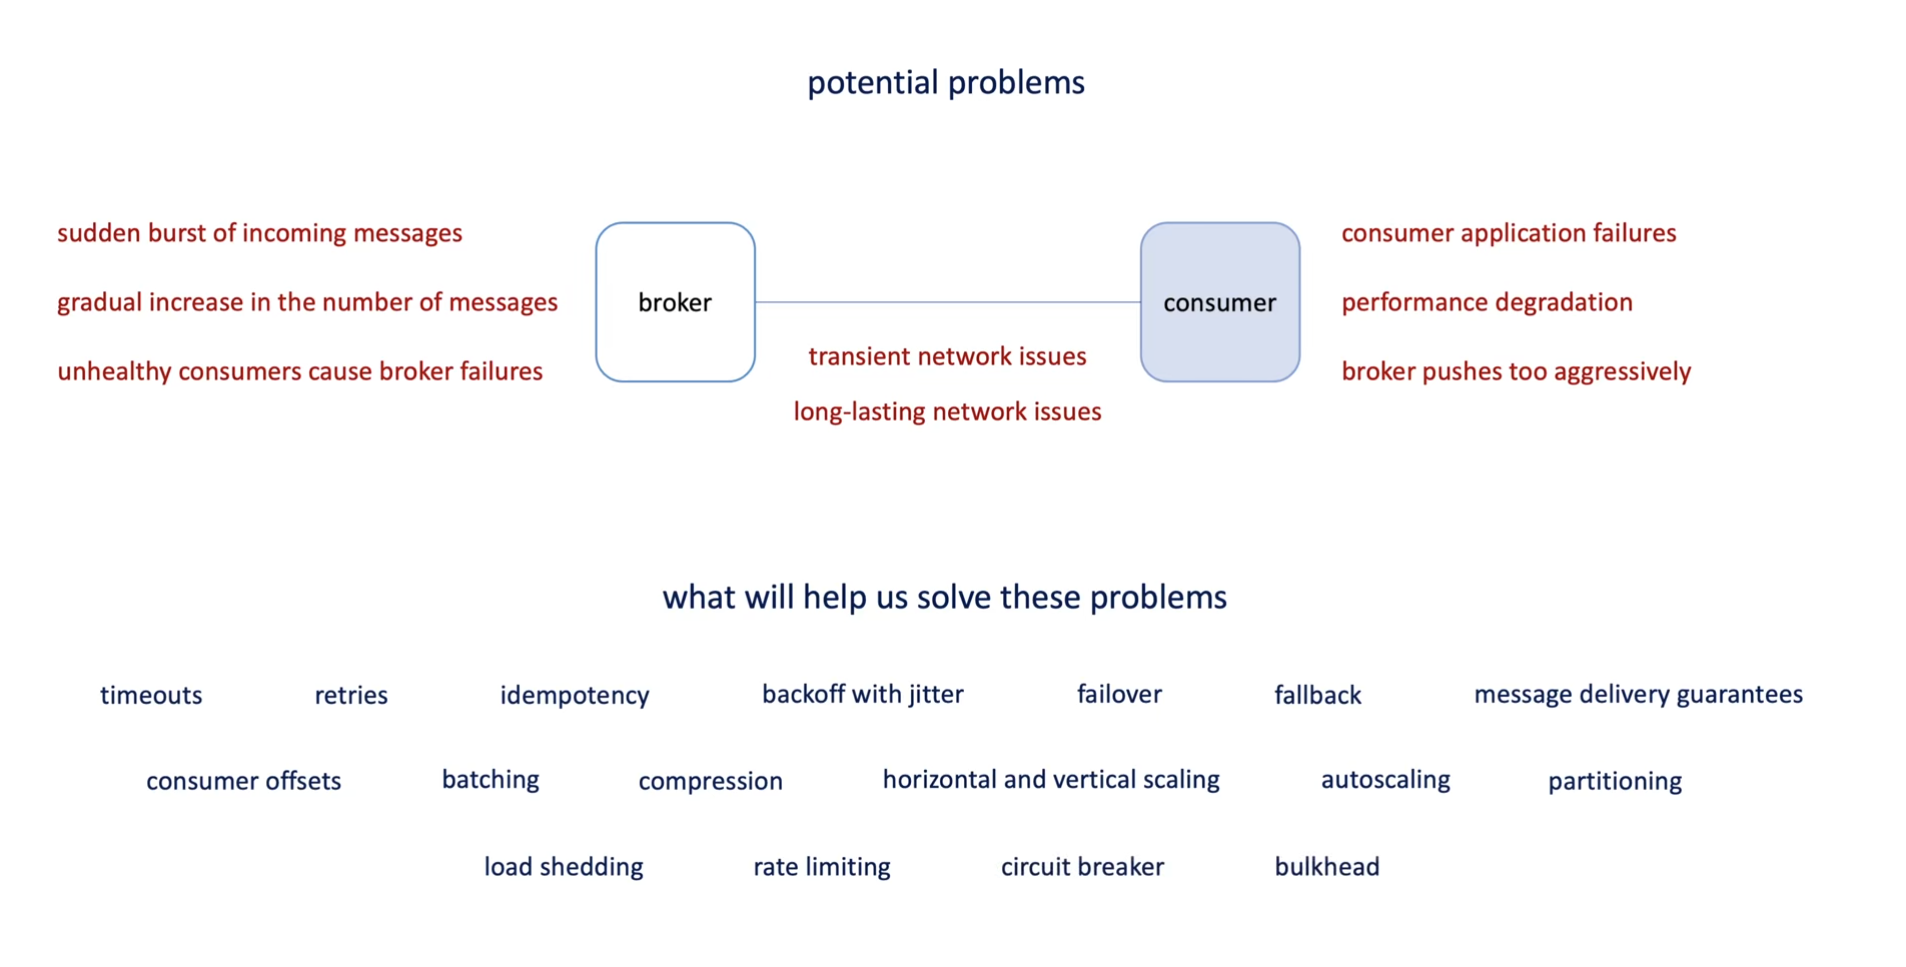 potential problems
sudden burst of incoming messages
gradual increase in the number of messages
unhealthy consumers cause broker failures
broker
transient network issues
long-lasting network issues
consumer
consumer application failures
performance degradation
broker pushes too aggressively
what will help us solve these problems
timeouts retries idempotency backoff with jitter failover fallback message delivery guarantees
consumer offsets batching compression horizontal and vertical scaling autoscaling partitioning
load shedding rate limiting circuit breaker bulkhead